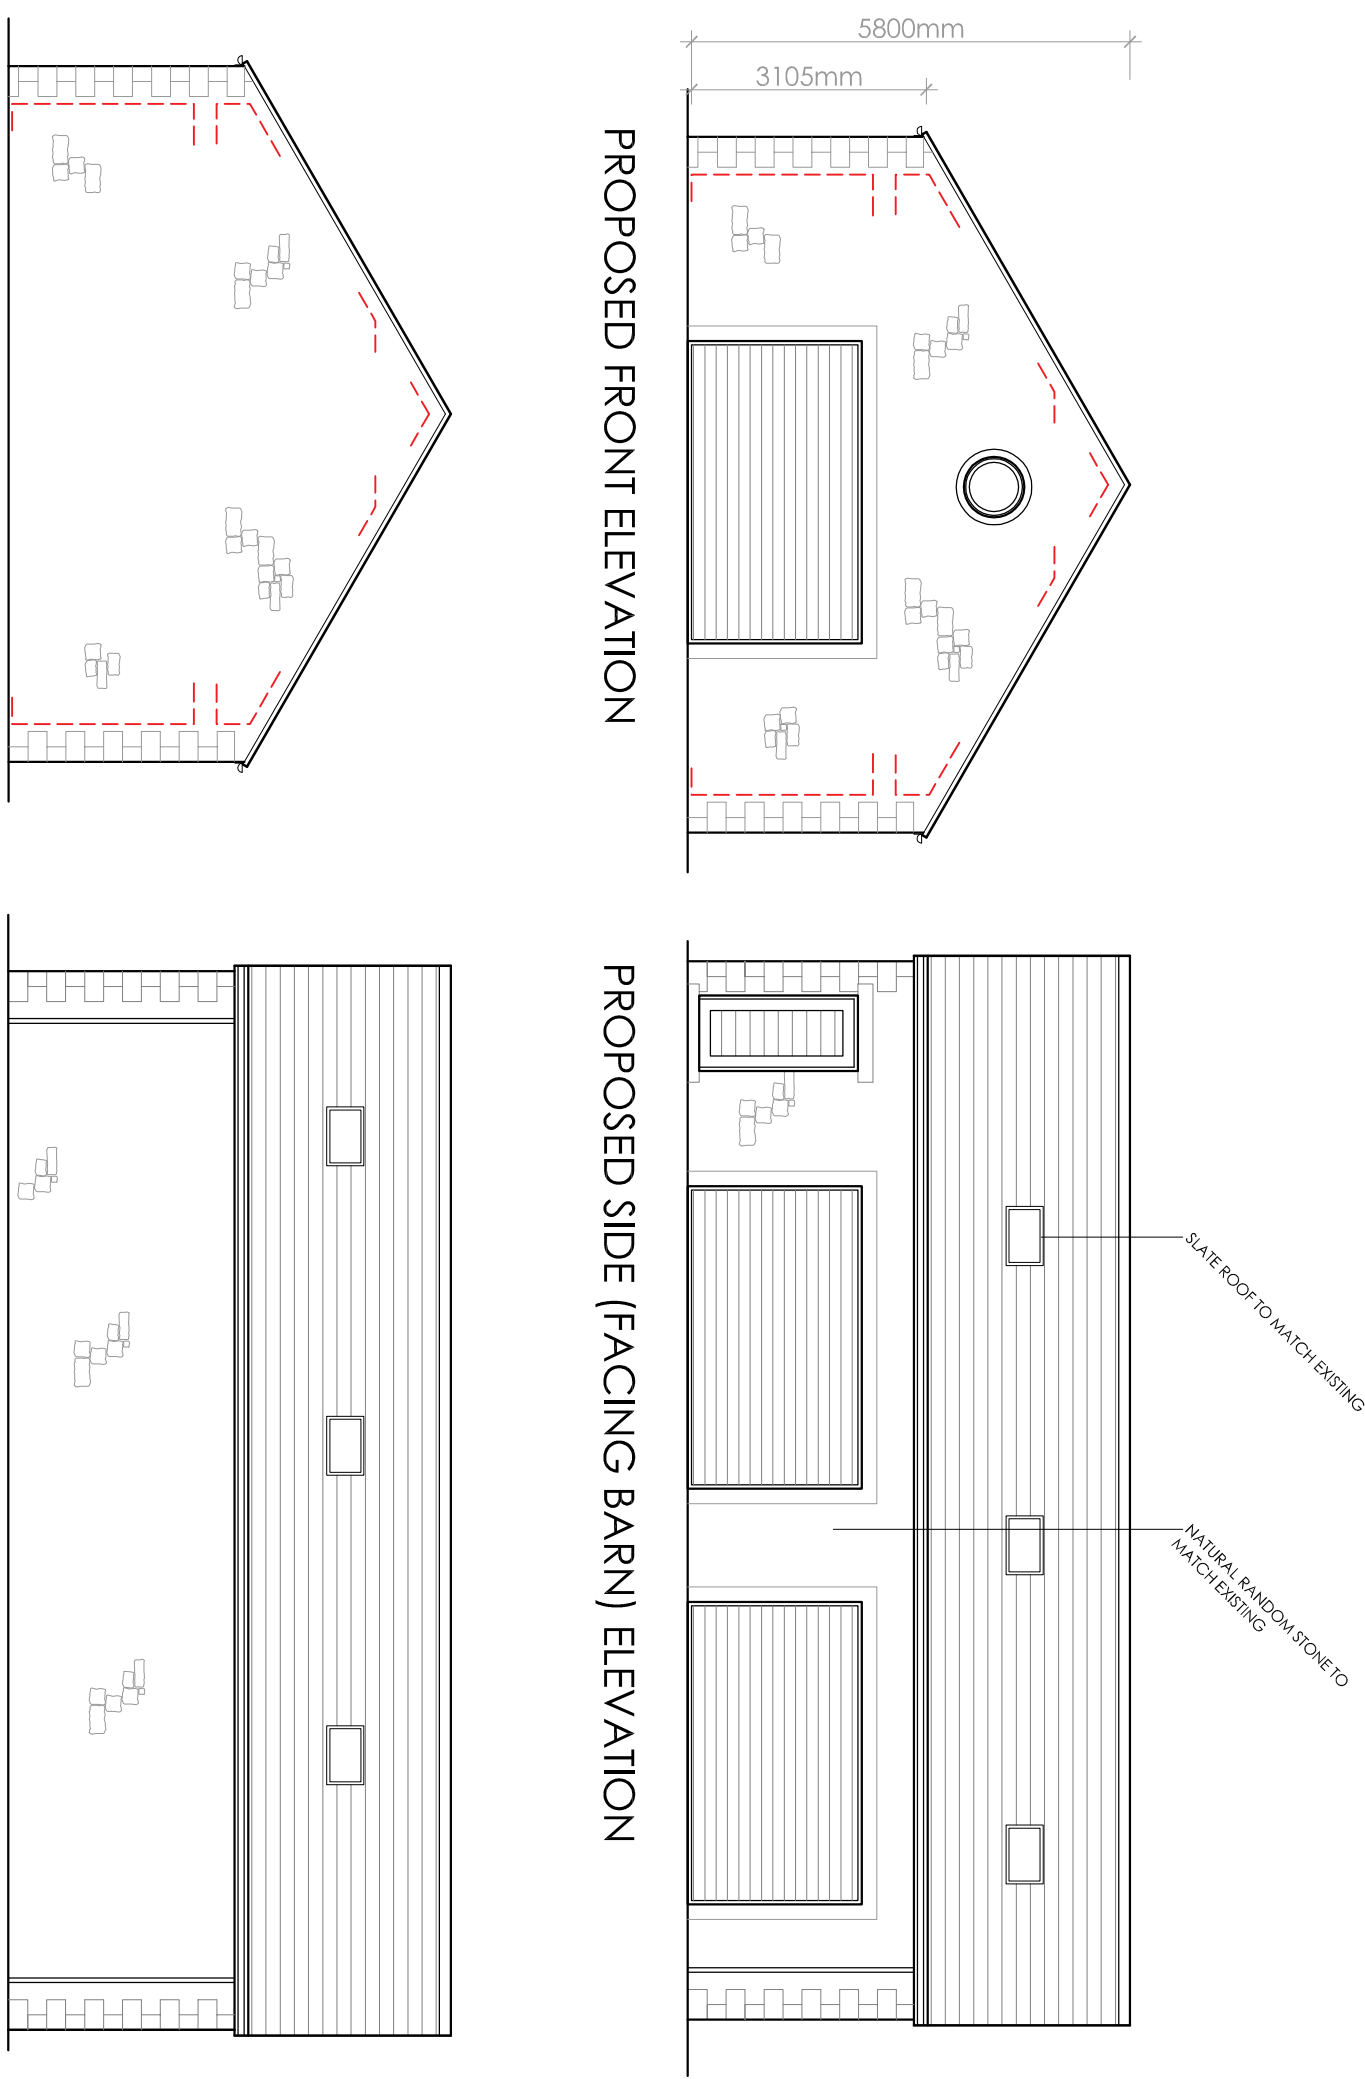 5800mm
3105mm
PROPOSED FRONT ELEVATION
PROPOSED SIDE (FACING BARN) ELEVATION
SLATE ROOF TO MATCH EXISTING
NATURAL RANDOM STONE TO
MATCH EXISTING